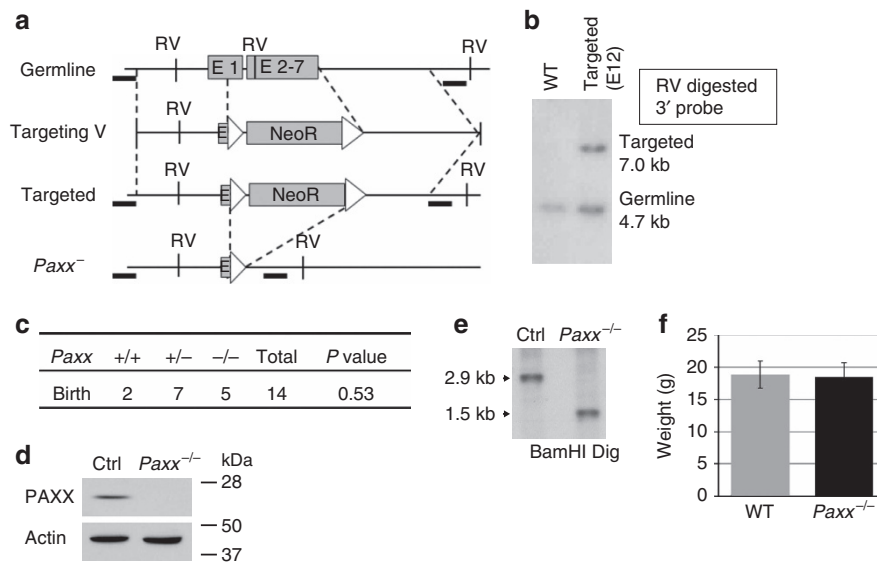 a
RV RV RV
Germline E 1 E 2-7
RV
Targeting V E NeoR
RV RV
Targeted E NeoR
RV RV
Paxx⁻ E
b
WT
Targeted (E12)
RV digested
3′ probe
Targeted
7.0 kb
Germline
4.7 kb
c
Paxx +/+ +/− −/− Total P value
Birth 2 7 5 14 0.53
d
Ctrl Paxx⁻/⁻ kDa
PAXX
28
Actin
50
37
e
Ctrl Paxx⁻/⁻
2.9 kb
1.5 kb
BamHI Dig
f
Weight (g)
25
20
15
10
5
0
WT Paxx⁻/⁻